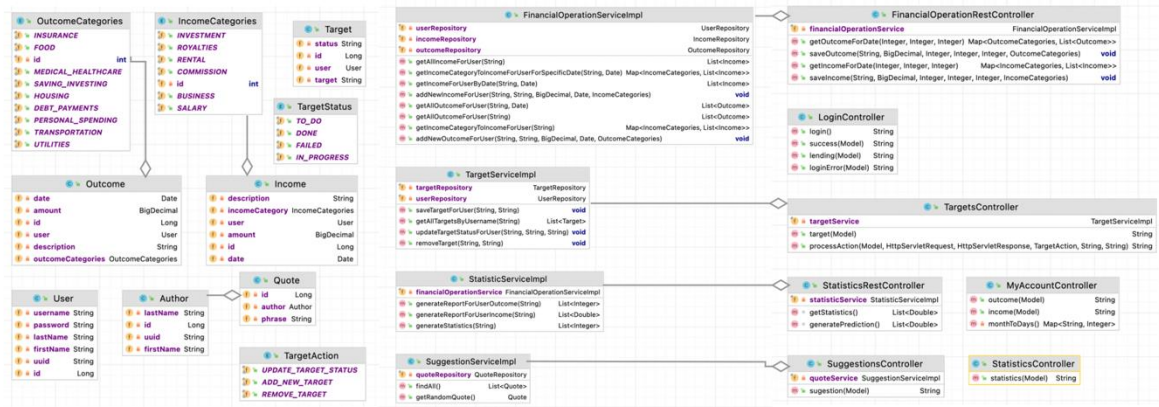 OutcomeCategories
INSURANCE
FOOD
id int
MEDICAL_HEALTHCARE
SAVING_INVESTING
HOUSING
DEBT_PAYMENTS
PERSONAL_SPENDING
TRANSPORTATION
UTILITIES
IncomeCategories
INVESTMENT
ROYALTIES
RENTAL
COMMISSION
id int
BUSINESS
SALARY
Target
status String
id Long
user User
target String
TargetStatus
TO_DO
DONE
FAILED
IN_PROGRESS
Outcome
date Date
amount BigDecimal
id Long
user User
description String
outcomeCategories OutcomeCategories
Income
description String
incomeCategory IncomeCategories
user User
amount BigDecimal
id Long
date Date
User
username String
password String
lastName String
firstName String
uuid String
id Long
Author
lastName String
id Long
uuid String
firstName String
Quote
id Long
author Author
phrase String
TargetAction
UPDATE_TARGET_STATUS
ADD_NEW_TARGET
REMOVE_TARGET
FinancialOperationServiceImpl
userRepository UserRepository
incomeRepository IncomeRepository
outcomeRepository OutcomeRepository
getAllIncomeForUser(String) List<Income>
getIncomeCategoryToIncomeForUserForSpecificDate(String, Date) Map<IncomeCategories, List<Income>>
getIncomeForUserByDate(String, Date) List<Income>
addNewIncomeForUser(String, String, BigDecimal, Date, IncomeCategories) void
getAllOutcomeForUser(String, Date) List<Outcome>
getAllOutcomeForUser(String) List<Outcome>
getIncomeCategoryToIncomeForUser(String) Map<IncomeCategories, List<Income>>
addNewOutcomeForUser(String, String, BigDecimal, Date, OutcomeCategories) void
TargetServiceImpl
targetRepository TargetRepository
userRepository UserRepository
saveTargetForUser(String, String) void
getAllTargetsByUsername(String) List<Target>
updateTargetStatusForUser(String, String, String) void
removeTarget(String, String) void
StatisticServiceImpl
financialOperationService FinancialOperationServiceImpl
generateReportForUserOutcome(String) List<Integer>
generateReportForUserIncome(String) List<Double>
generateStatistics(String) List<Integer>
SuggestionServiceImpl
quoteRepository QuoteRepository
findAll() List<Quote>
getRandomQuote() Quote
FinancialOperationRestController
financialOperationService FinancialOperationServiceImpl
getOutcomeForDate(Integer, Integer, Integer) Map<OutcomeCategories, List<Outcome>>
saveOutcome(String, BigDecimal, Integer, Integer, Integer, OutcomeCategories) void
getIncomeForDate(Integer, Integer, Integer) Map<IncomeCategories, List<Income>>
saveIncome(String, BigDecimal, Integer, Integer, Integer, IncomeCategories) void
LoginController
login() String
success(Model) String
lending(Model) String
loginError(Model) String
TargetsController
targetService TargetServiceImpl
target(Model) String
processAction(Model, HttpServletRequest, HttpServletResponse, TargetAction, String, String) String
StatisticsRestController
statisticService StatisticServiceImpl
getStatistics() List<Double>
generatePrediction() List<Double>
MyAccountController
outcome(Model) String
income(Model) String
monthToDays() Map<String, Integer>
SuggestionsController
quoteService SuggestionServiceImpl
sugestion(Model) String
StatisticsController
statistics(Model) String